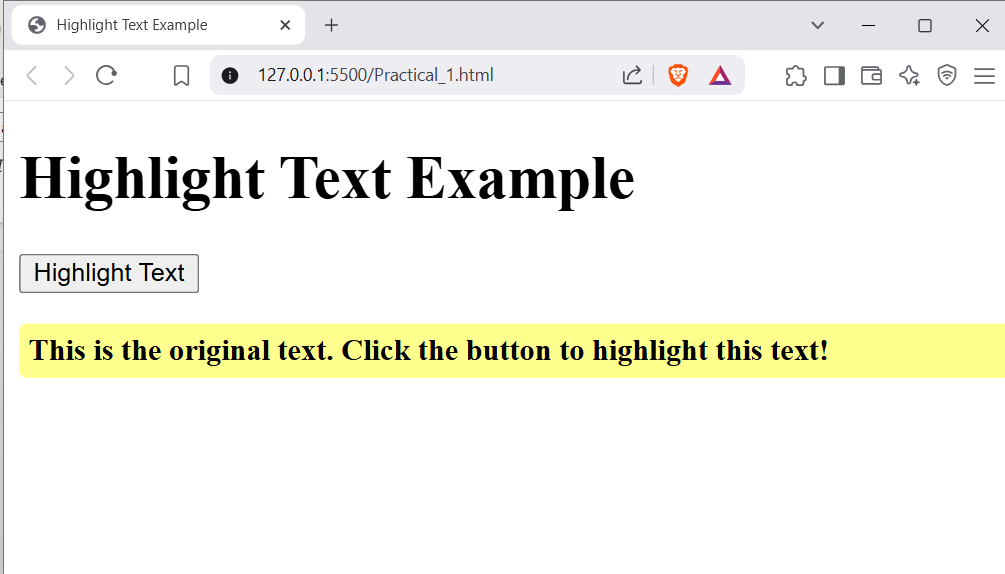 Highlight Text Example
127.0.0.1:5500/Practical_1.html
Highlight Text Example
Highlight Text
This is the original text. Click the button to highlight this text!